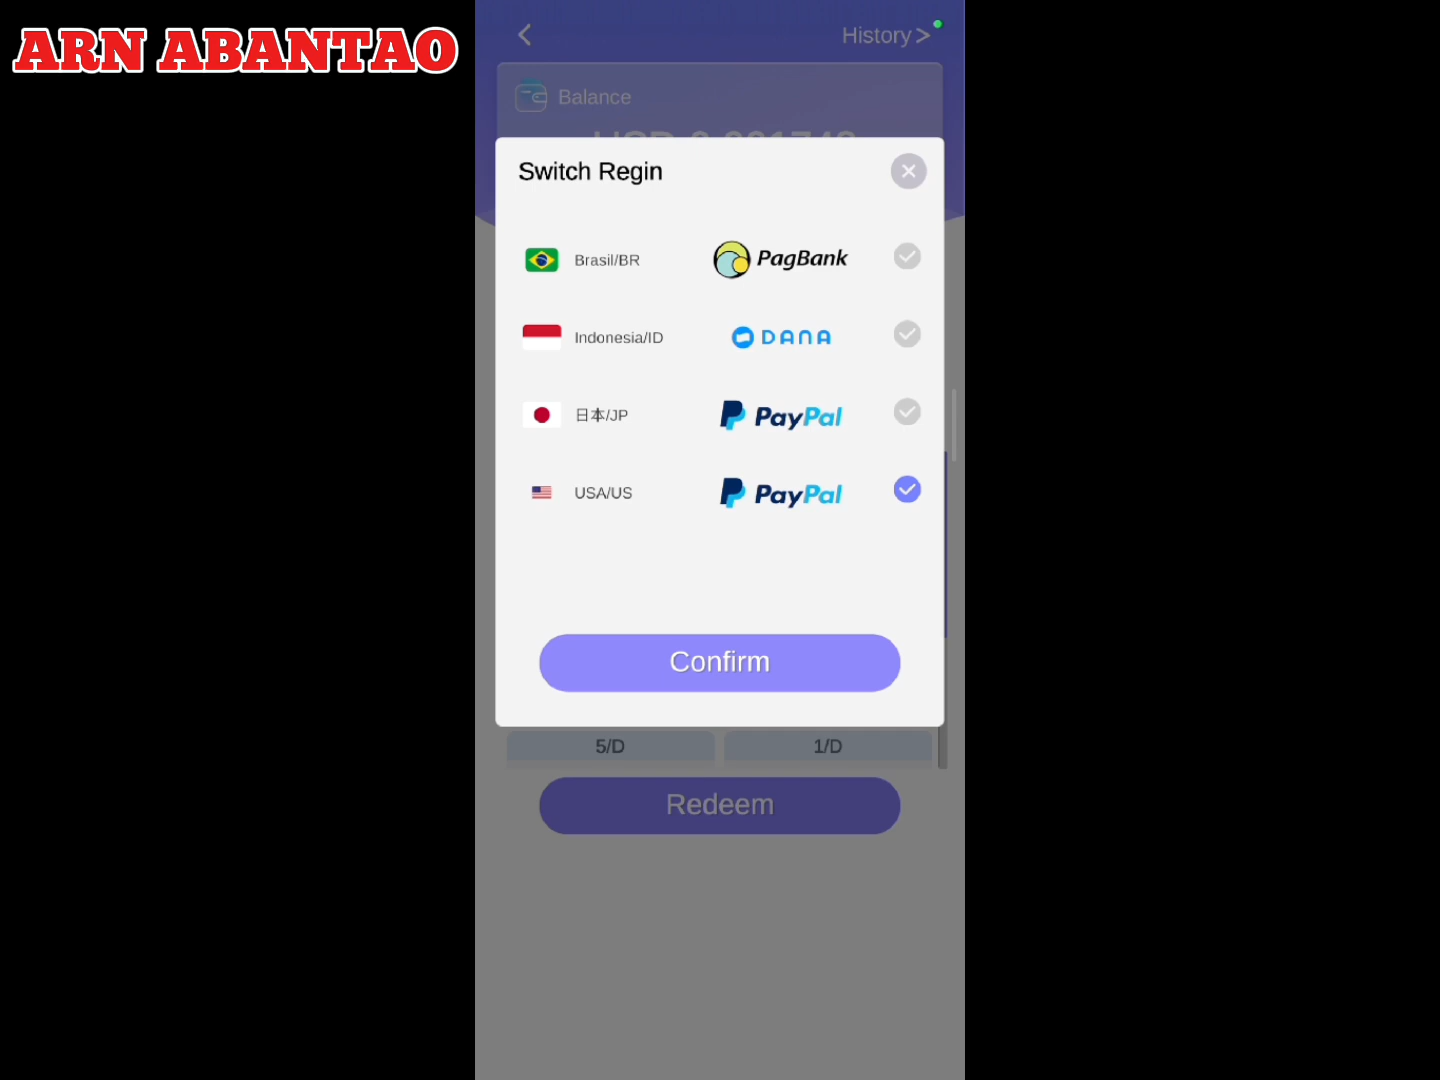 ARN ABANTAO
History >
Balance
Switch Regin
Brasil/BR PagBank
Indonesia/ID DANA
日本/JP PayPal
USA/US PayPal
Confirm
5/D 1/D
Redeem